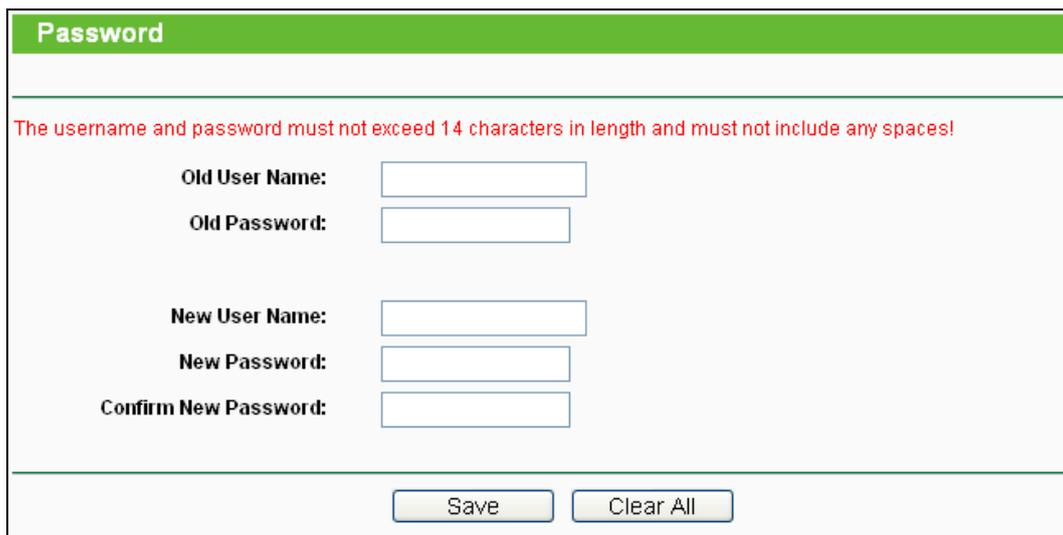 Password
The username and password must not exceed 14 characters in length and must not include any spaces!
Old User Name:
Old Password:
New User Name:
New Password:
Confirm New Password:
Save Clear All